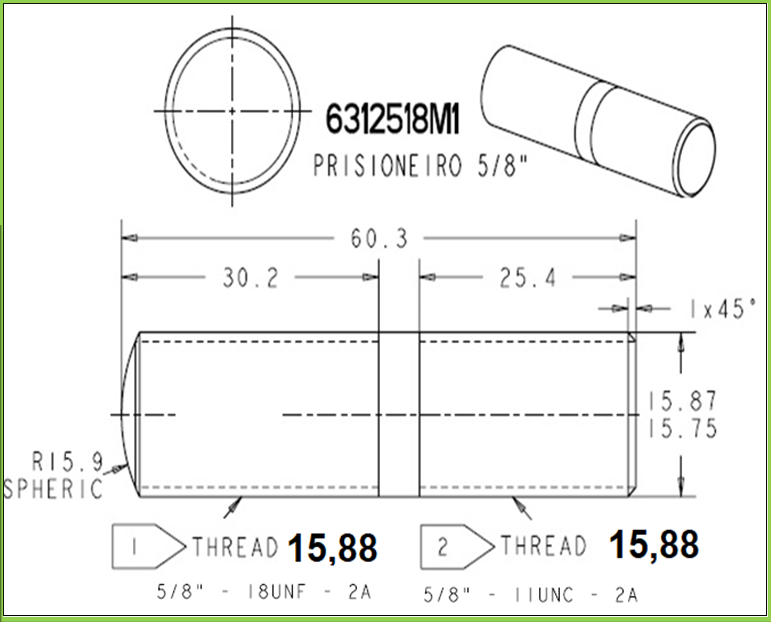 6312518M1
PRISIONEIRO 5/8"
60.3
30.2
25.4
1x45°
15.87
15.75
R15.9
SPHERIC
1 THREAD 15,88
2 THREAD 15,88
5/8" - 18UNF - 2A
5/8" - 11UNC - 2A